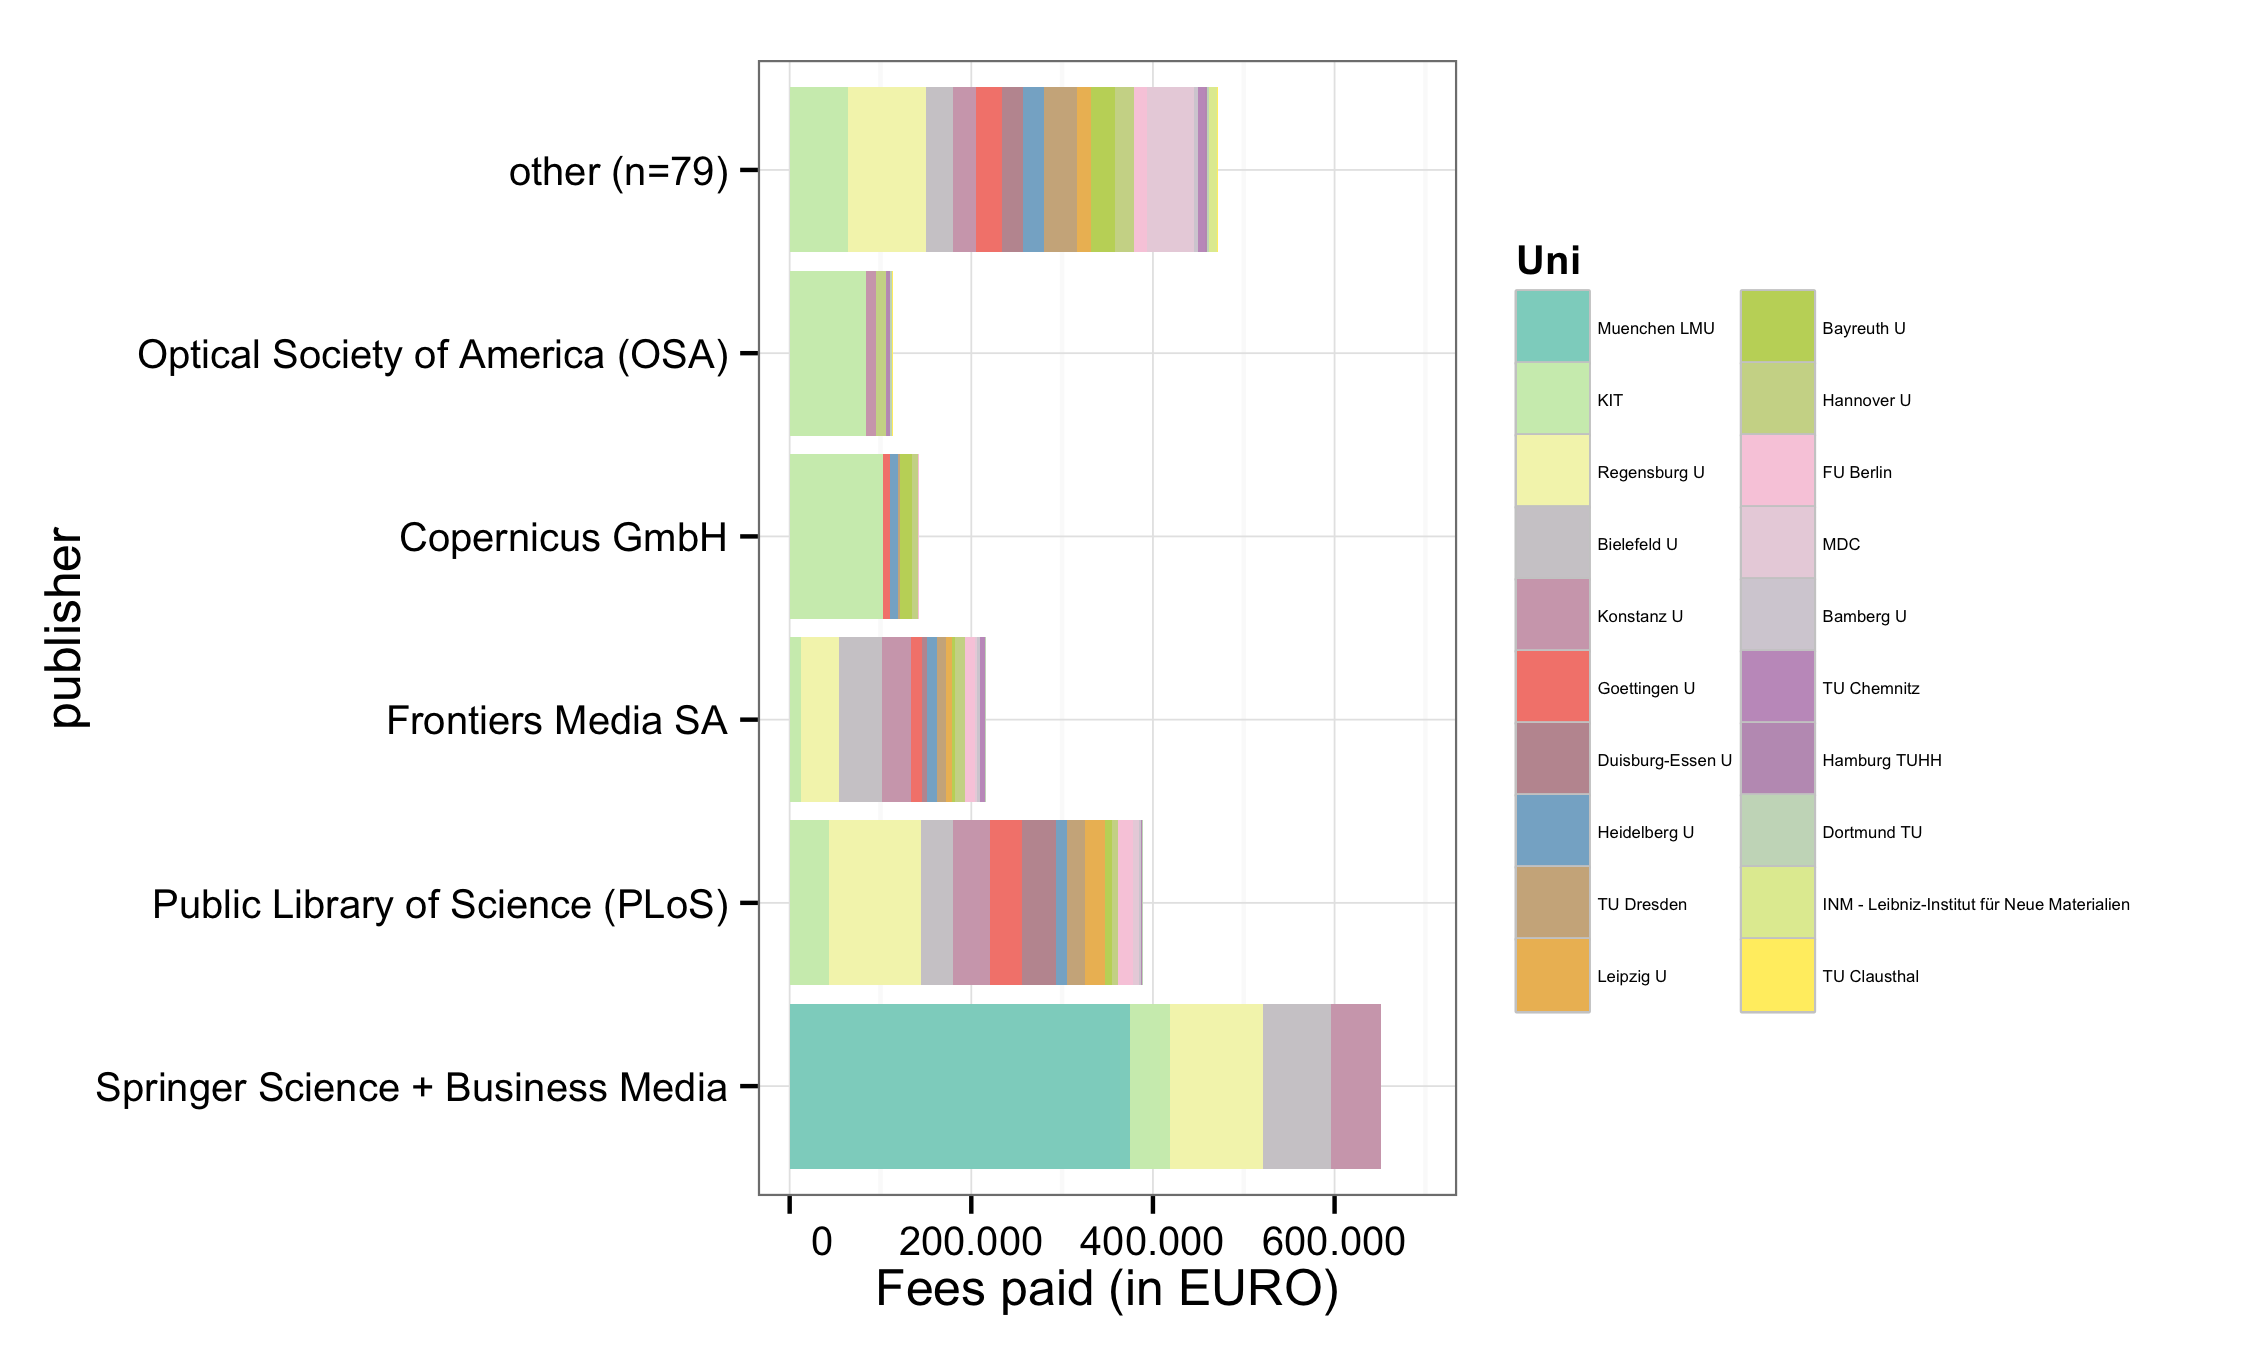 other (n=79)
Optical Society of America (OSA)
Copernicus GmbH
Frontiers Media SA
Public Library of Science (PLoS)
Springer Science + Business Media
publisher
0 200.000 400.000 600.000
Fees paid (in EURO)
Uni
Muenchen LMU
KIT
Regensburg U
Bielefeld U
Konstanz U
Goettingen U
Duisburg-Essen U
Heidelberg U
TU Dresden
Leipzig U
Bayreuth U
Hannover U
FU Berlin
MDC
Bamberg U
TU Chemnitz
Hamburg TUHH
Dortmund TU
INM - Leibniz-Institut für Neue Materialien
TU Clausthal